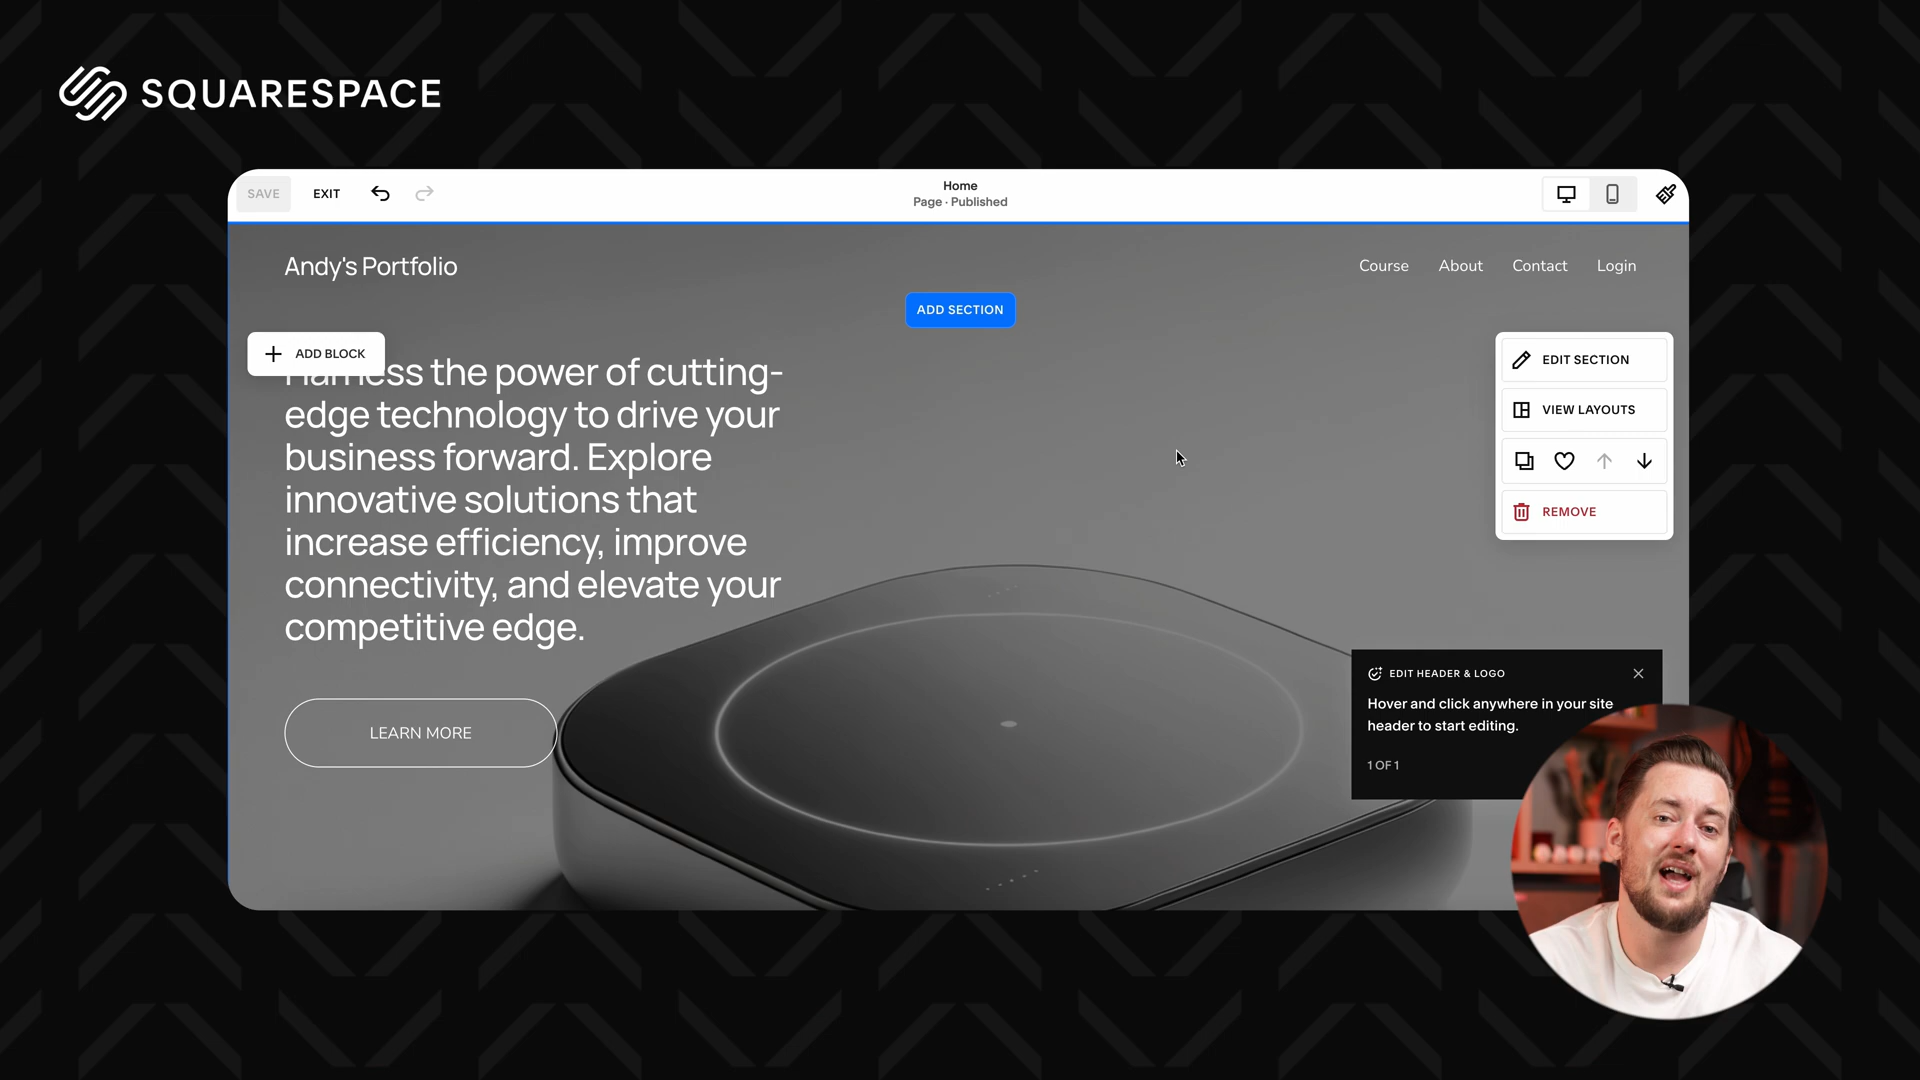 SQUARESPACE
SAVE
EXIT
Home
Page · Published
Andy's Portfolio
Course
About
Contact
Login
ADD SECTION
ADD BLOCK
EDIT SECTION
VIEW LAYOUTS
REMOVE
ess the power of cutting-
edge technology to drive your
business forward. Explore
innovative solutions that
increase efficiency, improve
connectivity, and elevate your
competitive edge.
LEARN MORE
EDIT HEADER & LOGO
Hover and click anywhere in your site
header to start editing.
1 OF 1